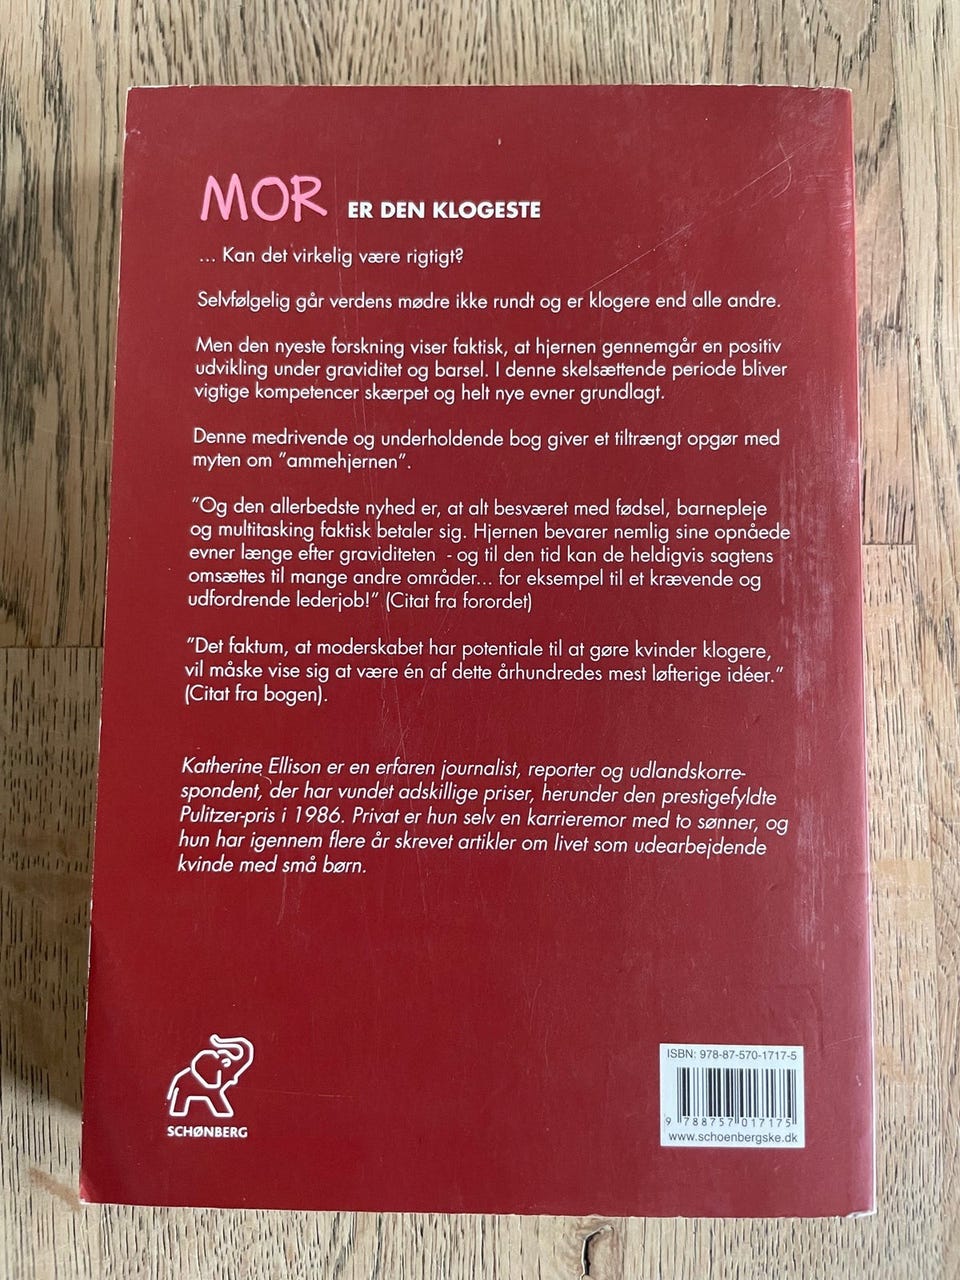 MOR ER DEN KLOGESTE
... Kan det virkelig være rigtigt?
Selvfølgelig går verdens mødre ikke rundt og er klogere end alle andre.
Men den nyeste forskning viser faktisk, at hjernen gennemgår en positiv
udvikling under graviditet og barsel. I denne skelsættende periode bliver
vigtige kompetencer skærpet og helt nye evner grundlagt.
Denne medrivende og underholdende bog giver et tiltrængt opgør med
myten om ”ammehjernen”.
”Og den allerbedste nyhed er, at alt besværet med fødsel, barnepleje
og multitasking faktisk betaler sig. Hjernen bevarer nemlig sine opnåede
evner længe efter graviditeten - og til den tid kan de heldigvis sagtens
omsættes til mange andre områder... for eksempel til et krævende og
udfordrende lederjob!” (Citat fra forordet)
”Det faktum, at moderskabet har potentiale til at gøre kvinder klogere,
vil måske vise sig at være én af dette århundredes mest løfterige idéer.”
(Citat fra bogen).
Katherine Ellison er en erfaren journalist, reporter og udlandskorre-
spondent, der har vundet adskillige priser, herunder den prestigefyldte
Pulitzer-pris i 1986. Privat er hun selv en karrieremor med to sønner, og
hun har igennem flere år skrevet artikler om livet som udearbejdende
kvinde med små børn.
SCHØNBERG
ISBN: 978-87-570-1717-5
9 788757 017175
www.schoenbergske.dk